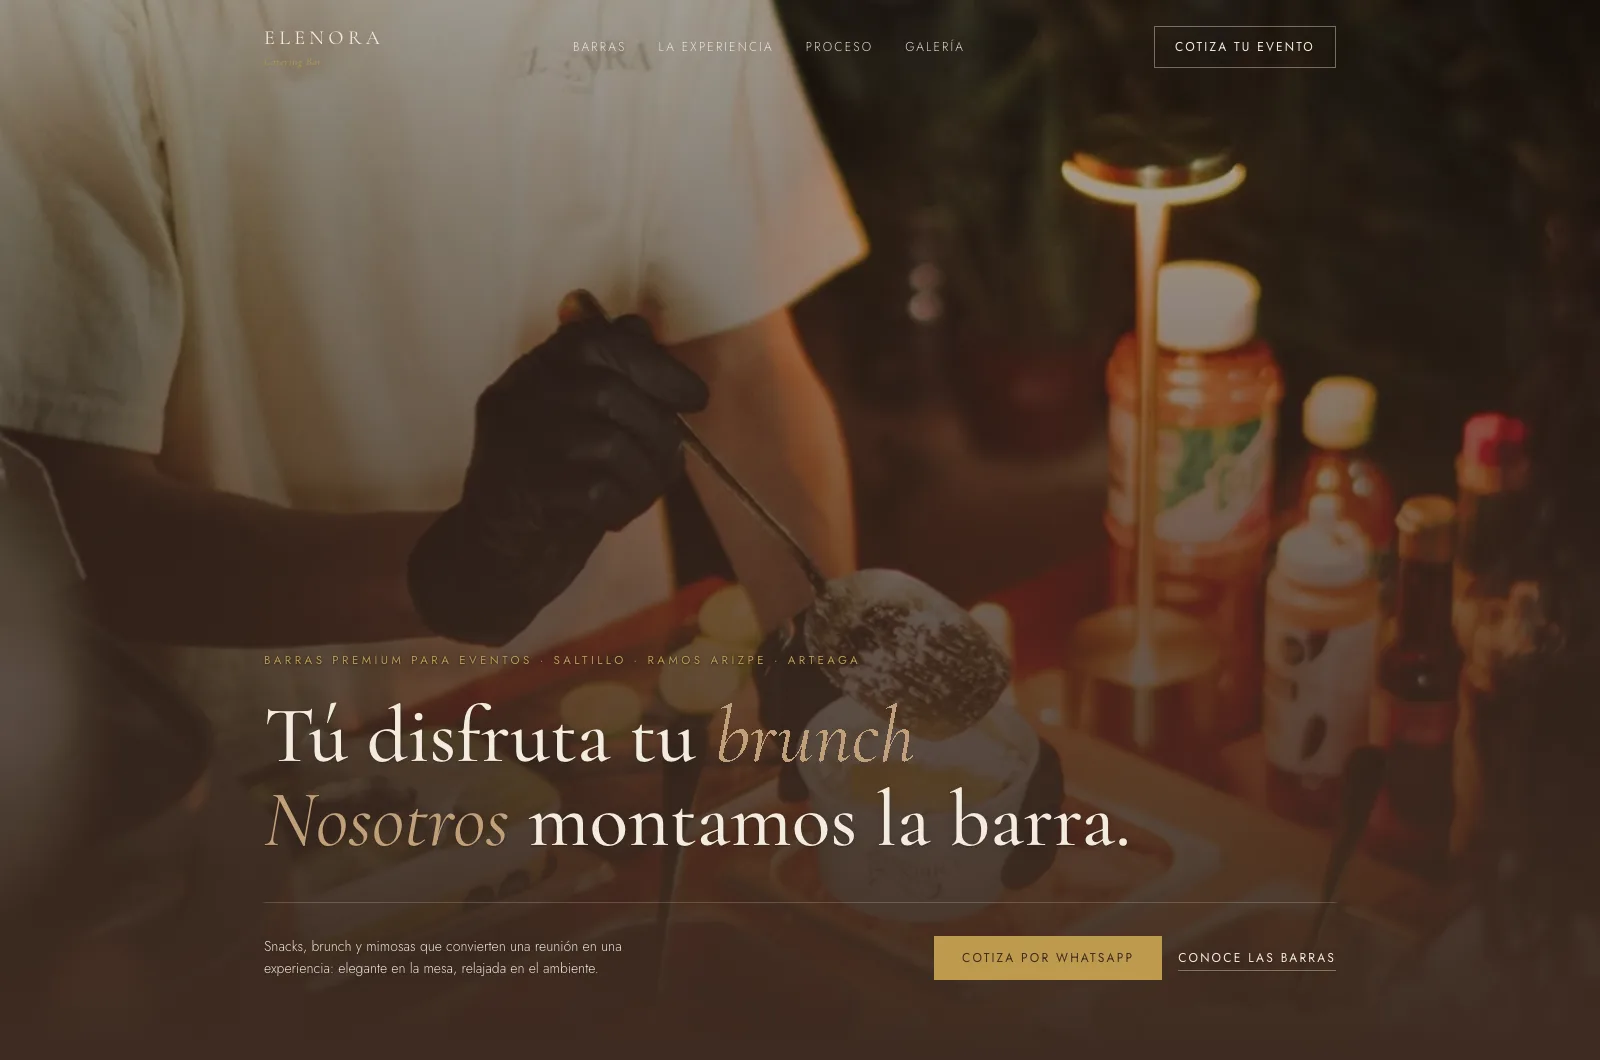 ELENORA
Catering Bar
BARRAS
LA EXPERIENCIA
PROCESO
GALERÍA
COTIZA TU EVENTO
BARRAS PREMIUM PARA EVENTOS · SALTILLO · RAMOS ARIZPE · ARTEAGA
Tú disfruta tu brunch
Nosotros montamos la barra.
Snacks, brunch y mimosas que convierten una reunión en una
experiencia: elegante en la mesa, relajada en el ambiente.
COTIZA POR WHATSAPP
CONOCE LAS BARRAS